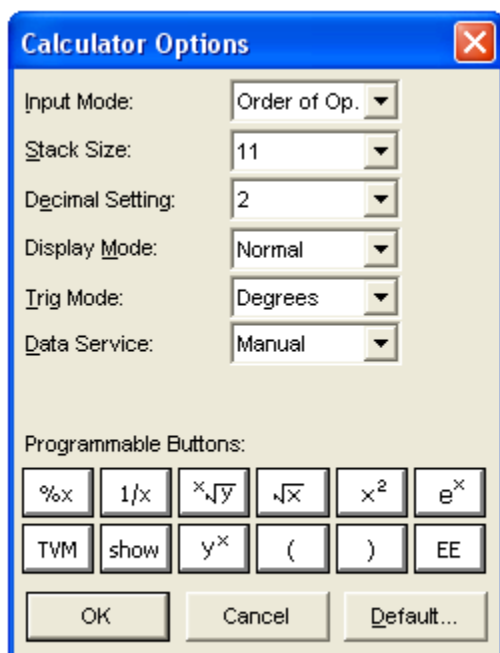 Calculator Options
Input Mode: Order of Op.
Stack Size: 11
Decimal Setting: 2
Display Mode: Normal
Trig Mode: Degrees
Data Service: Manual
Programmable Buttons:
%x 1/x ˣ√y √x x² eˣ
TVM show yˣ ( ) EE
OK Cancel Default...